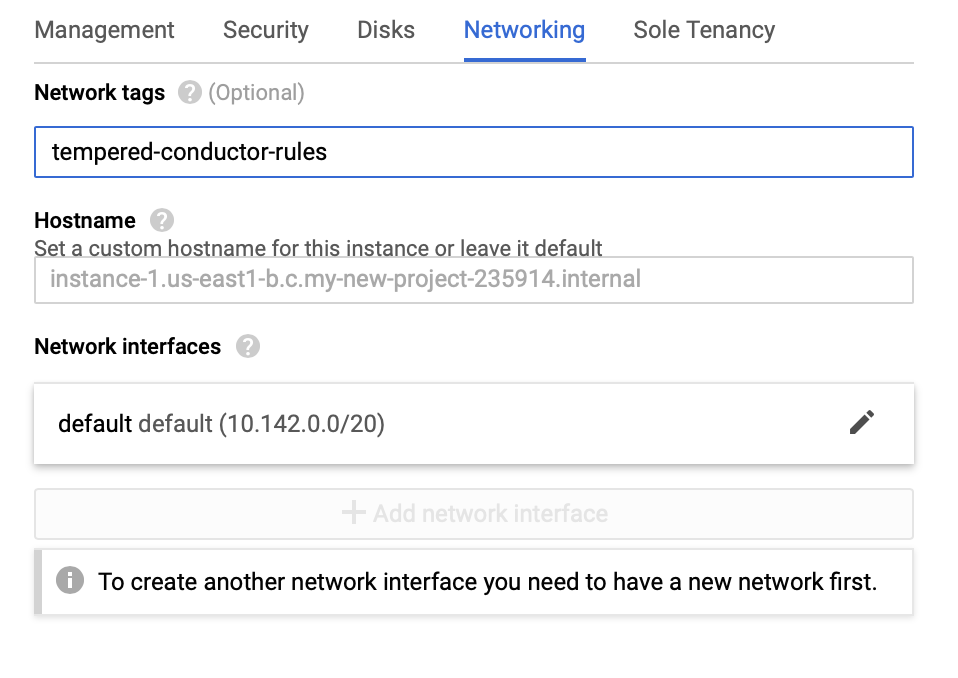 Management Security Disks Networking Sole Tenancy
Network tags ? (Optional)
tempered-conductor-rules
Hostname ?
Set a custom hostname for this instance or leave it default
instance-1.us-east1-b.c.my-new-project-235914.internal
Network interfaces ?
default default (10.142.0.0/20)
+ Add network interface
i To create another network interface you need to have a new network first.